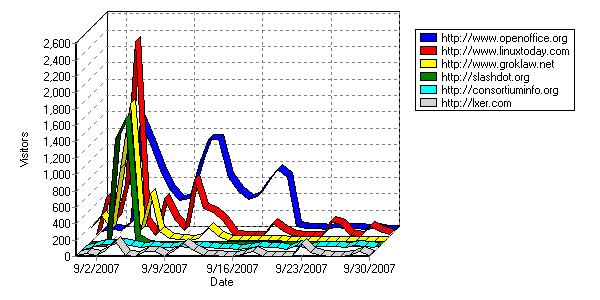 2,600
2,400
2,200
2,000
1,800
1,600
1,400
1,200
1,000
800
600
400
200
0
Visitors
9/2/2007 9/9/2007 9/16/2007 9/23/2007 9/30/2007
Date
http://www.openoffice.org
http://www.linuxtoday.com
http://www.groklaw.net
http://slashdot.org
http://consortiuminfo.org
http://lxer.com